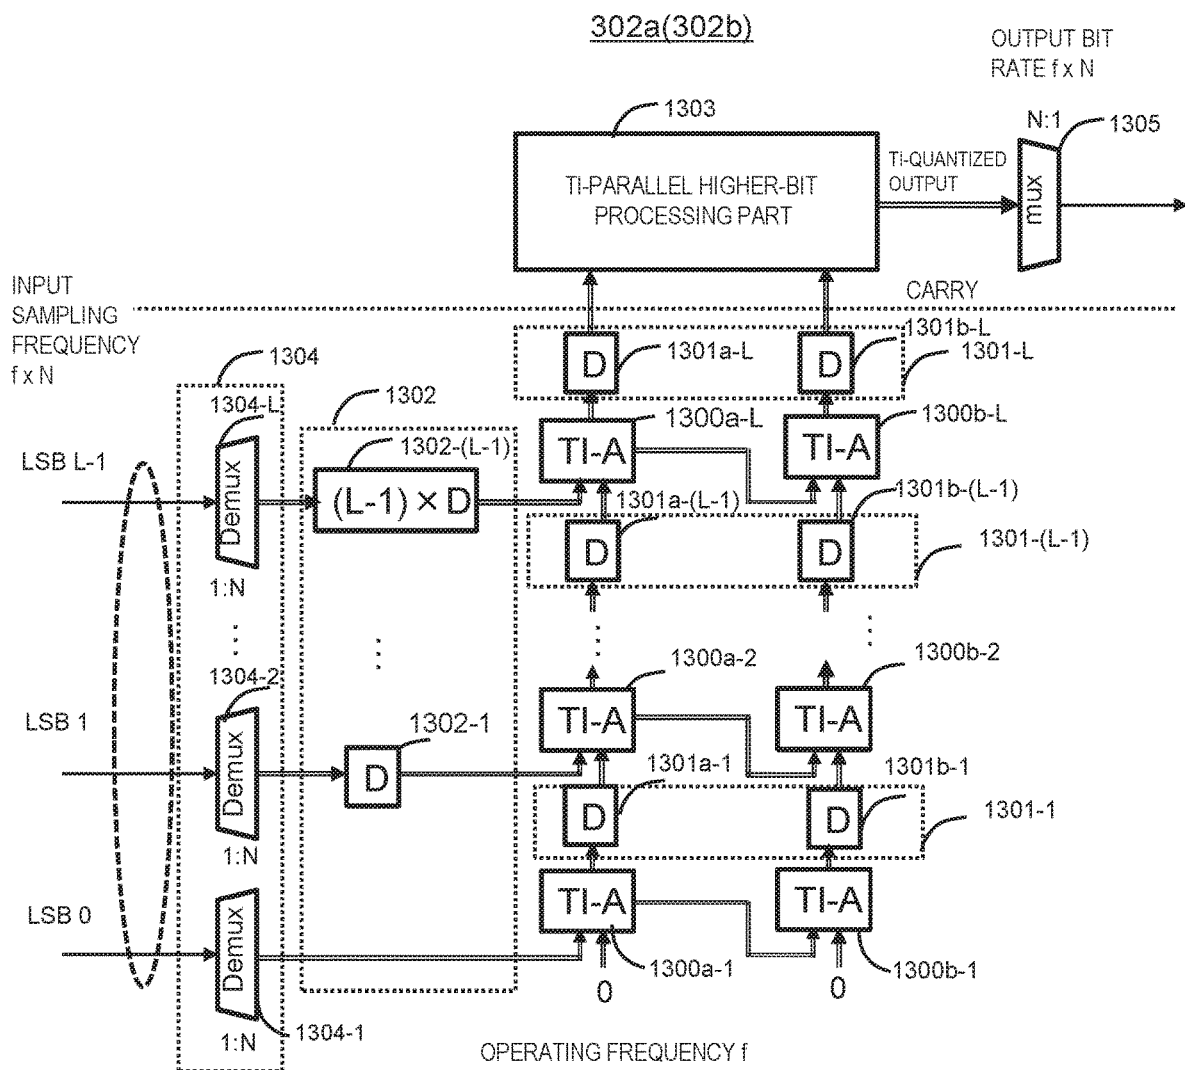 302a(302b)
OUTPUT BIT
RATE f x N
1303
N:1
1305
TI-PARALLEL HIGHER-BIT
PROCESSING PART
TI-QUANTIZED
OUTPUT
mux
INPUT
SAMPLING
FREQUENCY
f x N
CARRY
1304
1304-L
1302
1302-(L-1)
D
1301a-L
D
1301b-L
1301-L
1300a-L
1300b-L
LSB L-1
Demux
(L-1) × D
TI-A
TI-A
1301a-(L-1)
1301b-(L-1)
1:N
D
D
1301-(L-1)
⋮
⋮
⋮
⋮
1304-2
1300a-2
1300b-2
LSB 1
Demux
1302-1
D
TI-A
TI-A
1301a-1
1301b-1
1:N
D
D
1301-1
LSB 0
Demux
TI-A
TI-A
1300a-1
1300b-1
0
0
1:N
1304-1
OPERATING FREQUENCY f